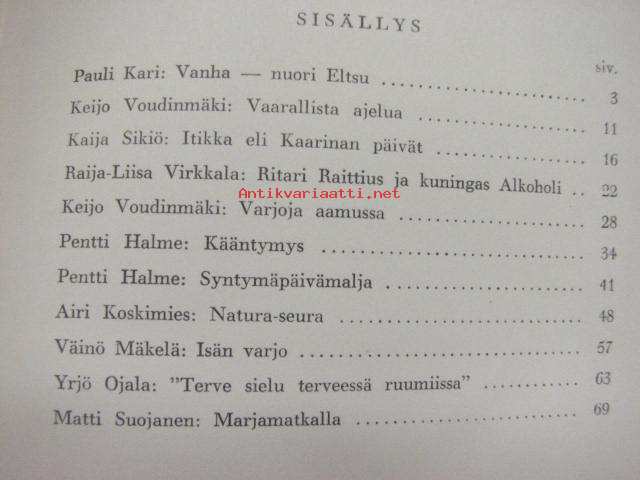 SISÄLLYS
siv.
Pauli Kari: Vanha — nuori Eltsu .................... 3
Keijo Voudinmäki: Vaarallista ajelua ................ 11
Kaija Sikiö: Itikka eli Kaarinan päivät ................ 16
Raija-Liisa Virkkala: Ritari Raittius ja kuningas Alkoholi .. 22
Antikvariaatti.net
Keijo Voudinmäki: Varjoja aamussa .................. 28
Pentti Halme: Kääntymys .......................... 34
Pentti Halme: Syntymäpäivämalja .................... 41
Airi Koskimies: Natura-seura ........................ 48
Väinö Mäkelä: Isän varjo ............................ 57
Yrjö Ojala: ”Terve sielu terveessä ruumiissa” ............ 63
Matti Suojanen: Marjamatkalla ...................... 69